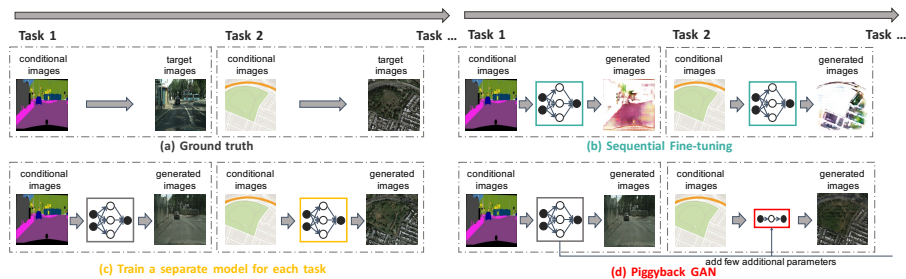 Task 1
Task 2
Task ...
conditional
images
target
images
conditional
images
target
images
(a) Ground truth
Task 1
Task 2
Task ...
conditional
images
generated
images
conditional
images
generated
images
(b) Sequential Fine-tuning
conditional
images
generated
images
conditional
images
generated
images
(c) Train a separate model for each task
conditional
images
generated
images
conditional
images
generated
images
add few additional parameters
(d) Piggyback GAN